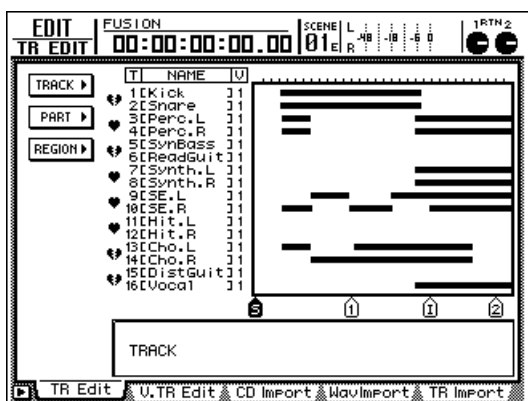 EDIT
TR EDIT
FUSION
00:00:00:00.00
SCENE
01E
L
R
-48 -18 -6 0
1RTN2
TRACK
PART
REGION
T NAME V
1[Kick ]1
2[Snare ]1
3[Perc.L ]1
4[Perc.R ]1
5[SynBass ]1
6[ReadGuit]1
7[Synth.L ]1
8[Synth.R ]1
9[SE.L ]1
10[SE.R ]1
11[Hit.L ]1
12[Hit.R ]1
13[Cho.L ]1
14[Cho.R ]1
15[DistGuit]1
16[Vocal ]1
S 1 I 2
TRACK
TR Edit V.TR Edit CD Import WavImport TR Import